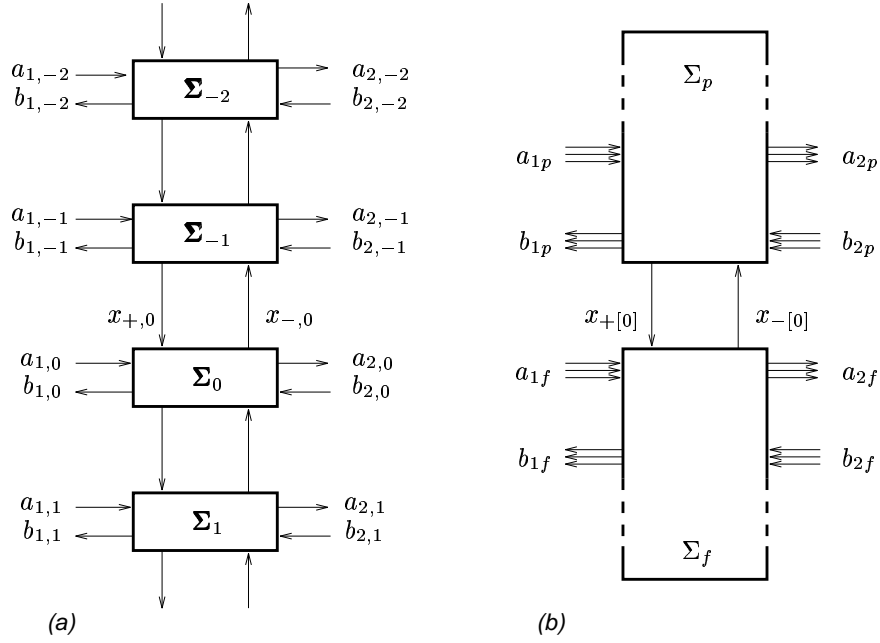 a_{1,−2} Σ_{−2} a_{2,−2}
b_{1,−2} b_{2,−2}
a_{1,−1} Σ_{−1} a_{2,−1}
b_{1,−1} b_{2,−1}
x_{+,0} x_{−,0}
a_{1,0} Σ_0 a_{2,0}
b_{1,0} b_{2,0}
a_{1,1} Σ_1 a_{2,1}
b_{1,1} b_{2,1}
(a)
Σ_p
a_{1p} a_{2p}
b_{1p} b_{2p}
x_{+[0]} x_{−[0]}
a_{1f} a_{2f}
b_{1f} b_{2f}
Σ_f
(b)